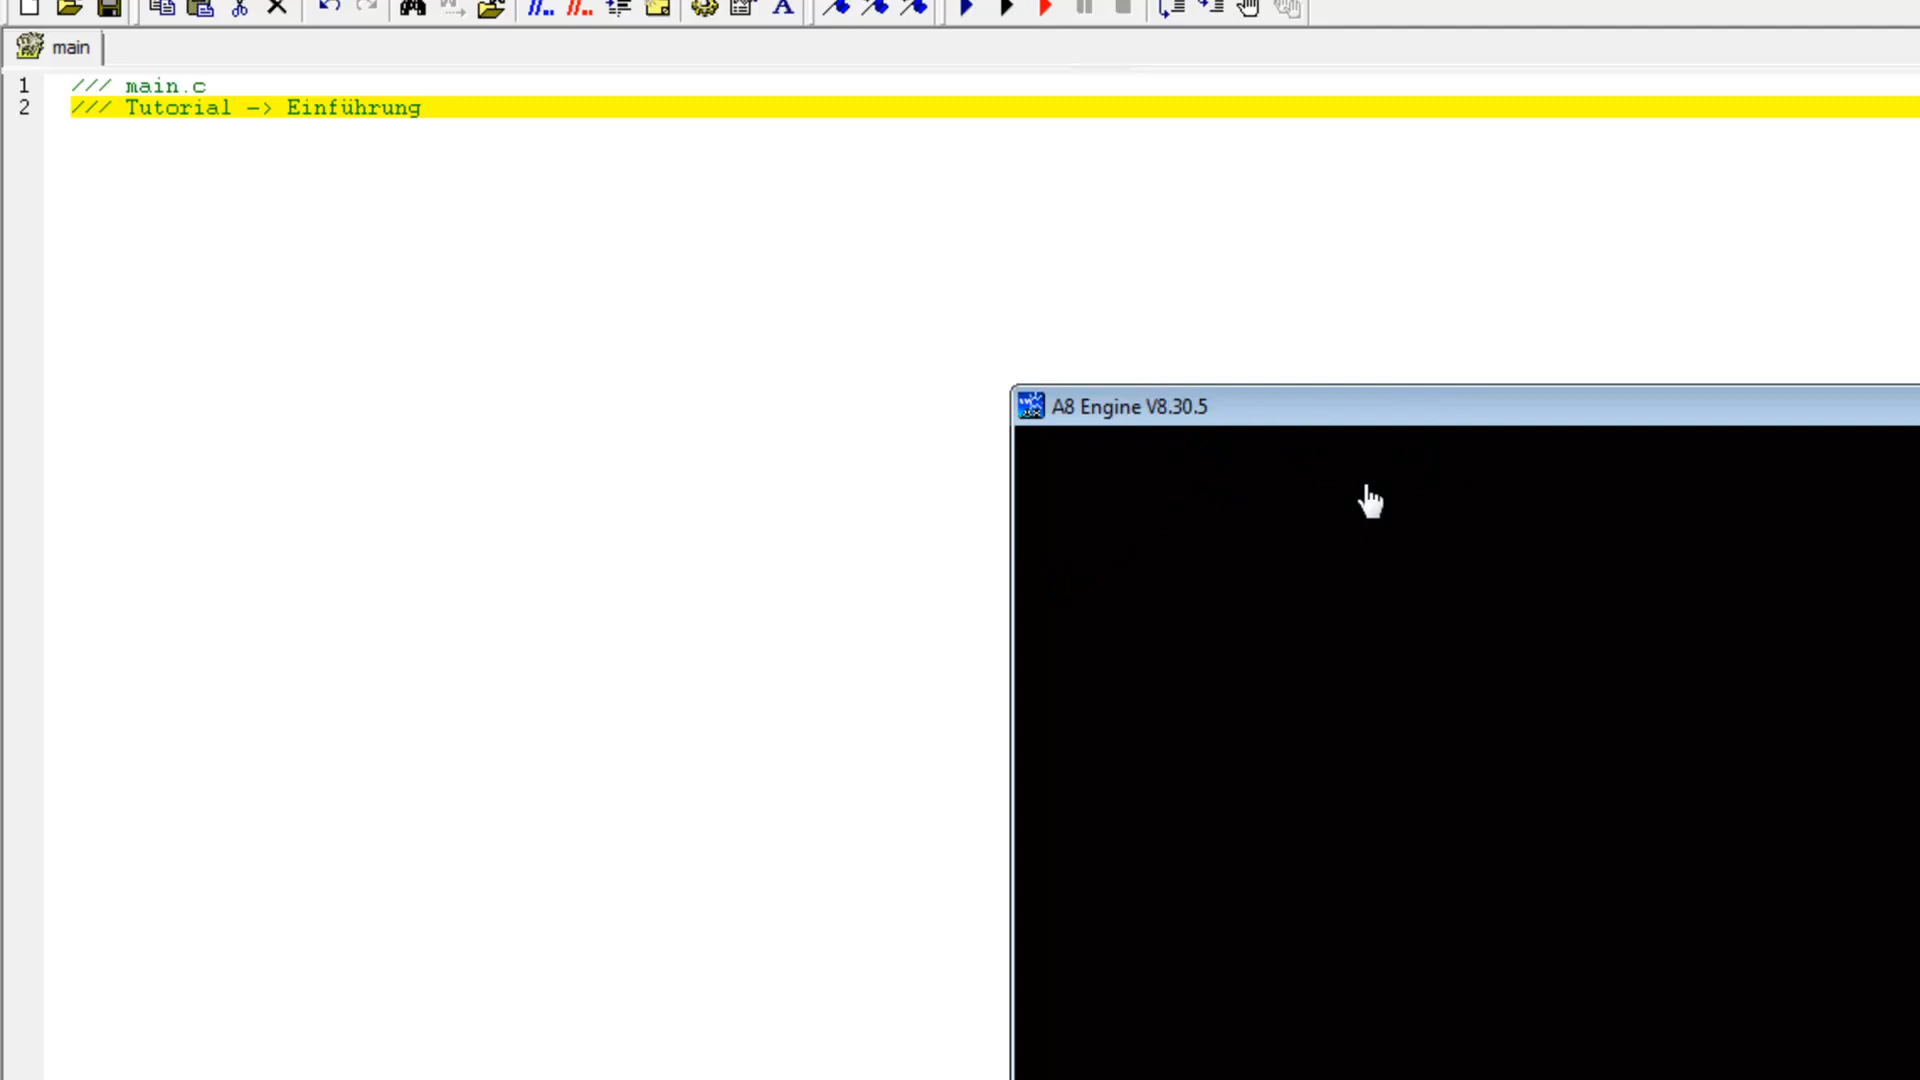 main
1 /// main.c
2 /// Tutorial -> Einführung
A8 Engine V8.30.5